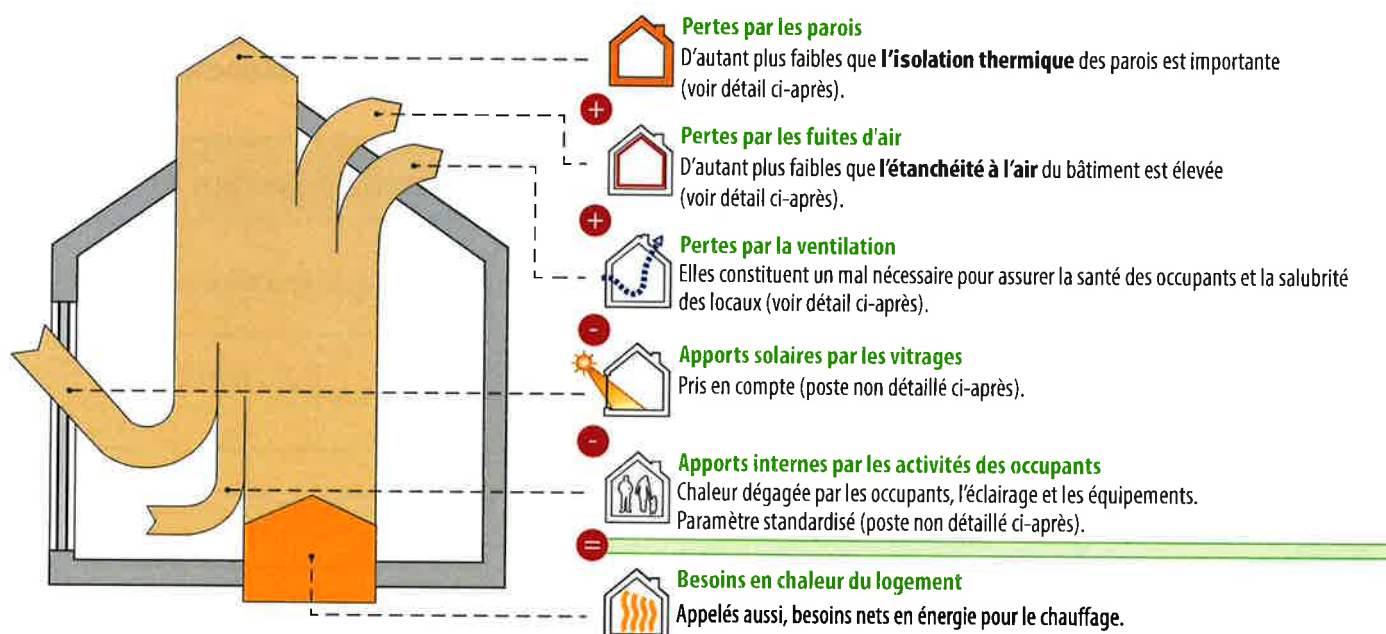 Pertes par les parois
D'autant plus faibles que l'isolation thermique des parois est importante
(voir détail ci-après).
+
Pertes par les fuites d'air
D'autant plus faibles que l'étanchéité à l'air du bâtiment est élevée
(voir détail ci-après).
+
Pertes par la ventilation
Elles constituent un mal nécessaire pour assurer la santé des occupants et la salubrité
des locaux (voir détail ci-après).
-
Apports solaires par les vitrages
Pris en compte (poste non détaillé ci-après).
-
Apports internes par les activités des occupants
Chaleur dégagée par les occupants, l'éclairage et les équipements.
Paramètre standardisé (poste non détaillé ci-après).
=
Besoins en chaleur du logement
Appelés aussi, besoins nets en énergie pour le chauffage.